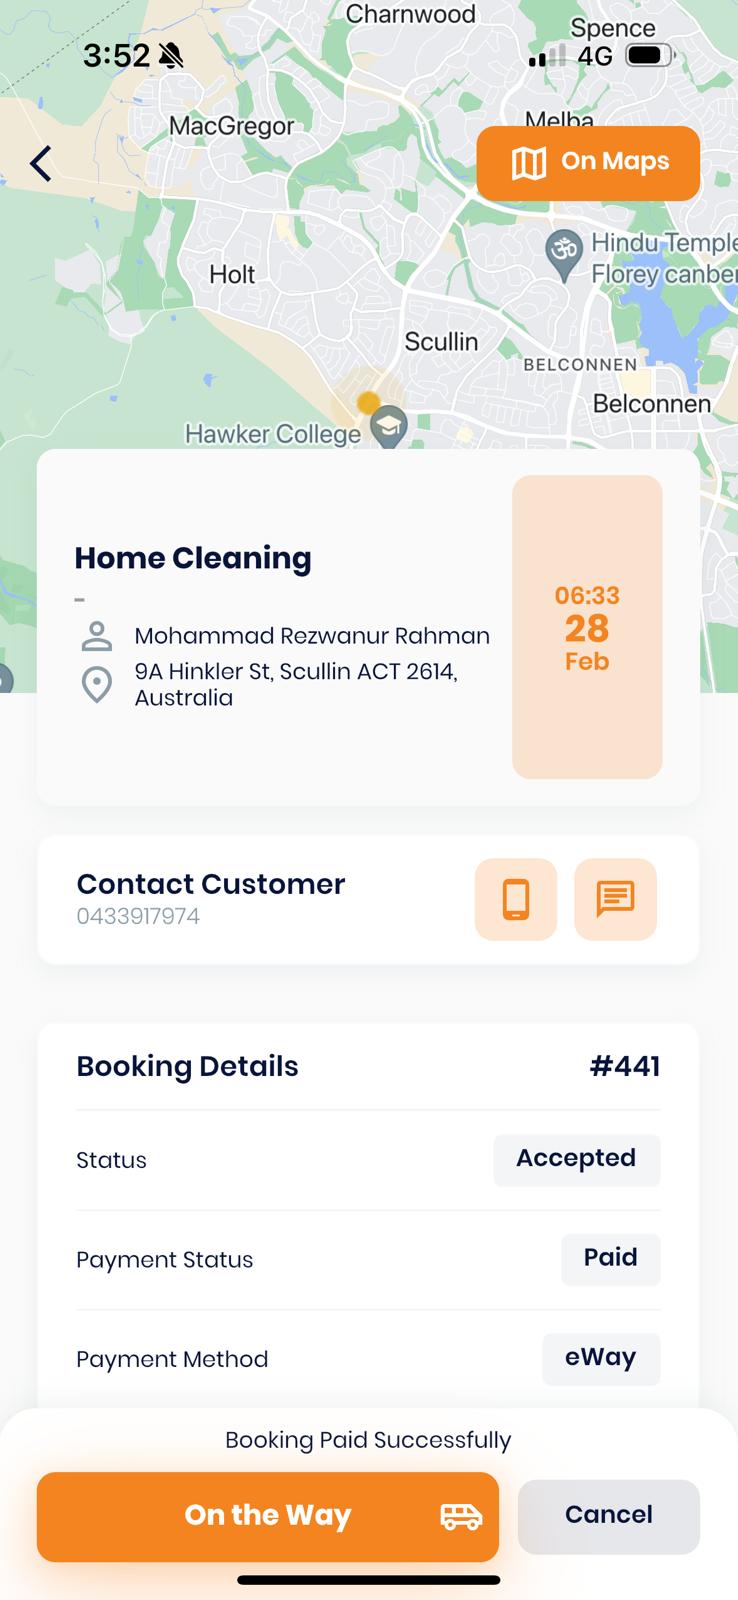 Charnwood
Spence
3:52
4G
MacGregor
Melba
On Maps
Hindu Temple
Florey canber
Holt
Scullin
BELCONNEN
Belconnen
Hawker College
Home Cleaning
-
Mohammad Rezwanur Rahman
9A Hinkler St, Scullin ACT 2614,
Australia
06:33
28
Feb
Contact Customer
0433917974
Booking Details
#441
Status
Accepted
Payment Status
Paid
Payment Method
eWay
Booking Paid Successfully
On the Way
Cancel